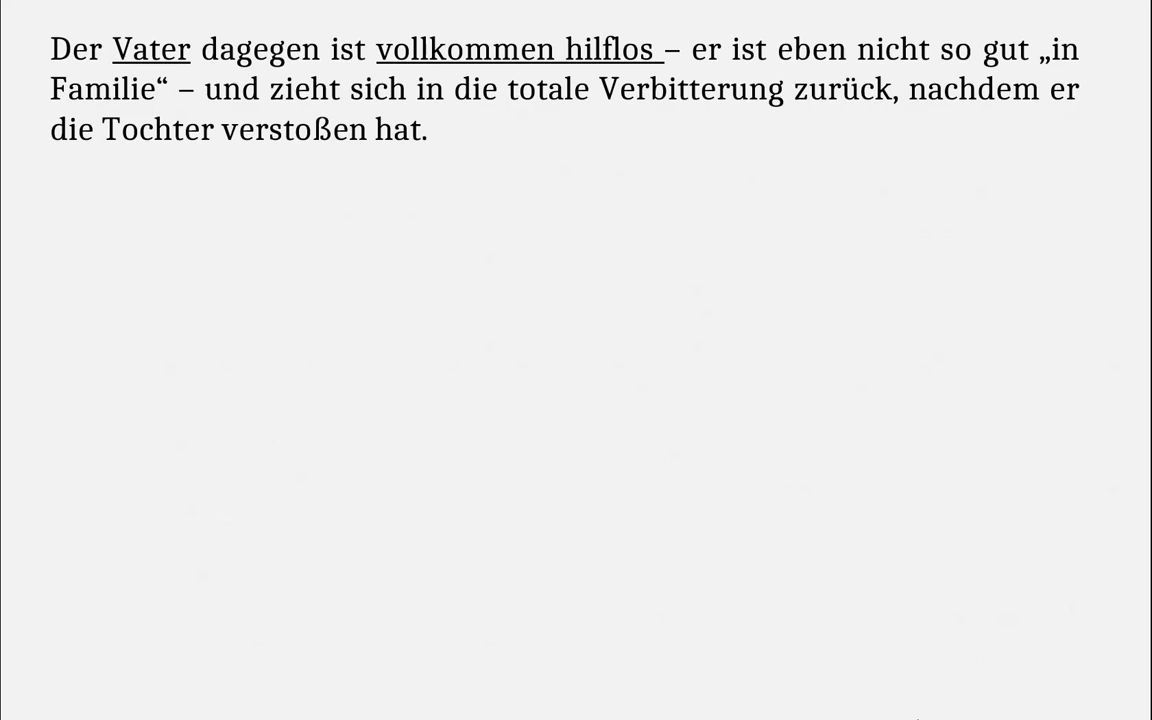 Der Vater dagegen ist vollkommen hilflos – er ist eben nicht so gut „in
Familie“ – und zieht sich in die totale Verbitterung zurück, nachdem er
die Tochter verstoßen hat.